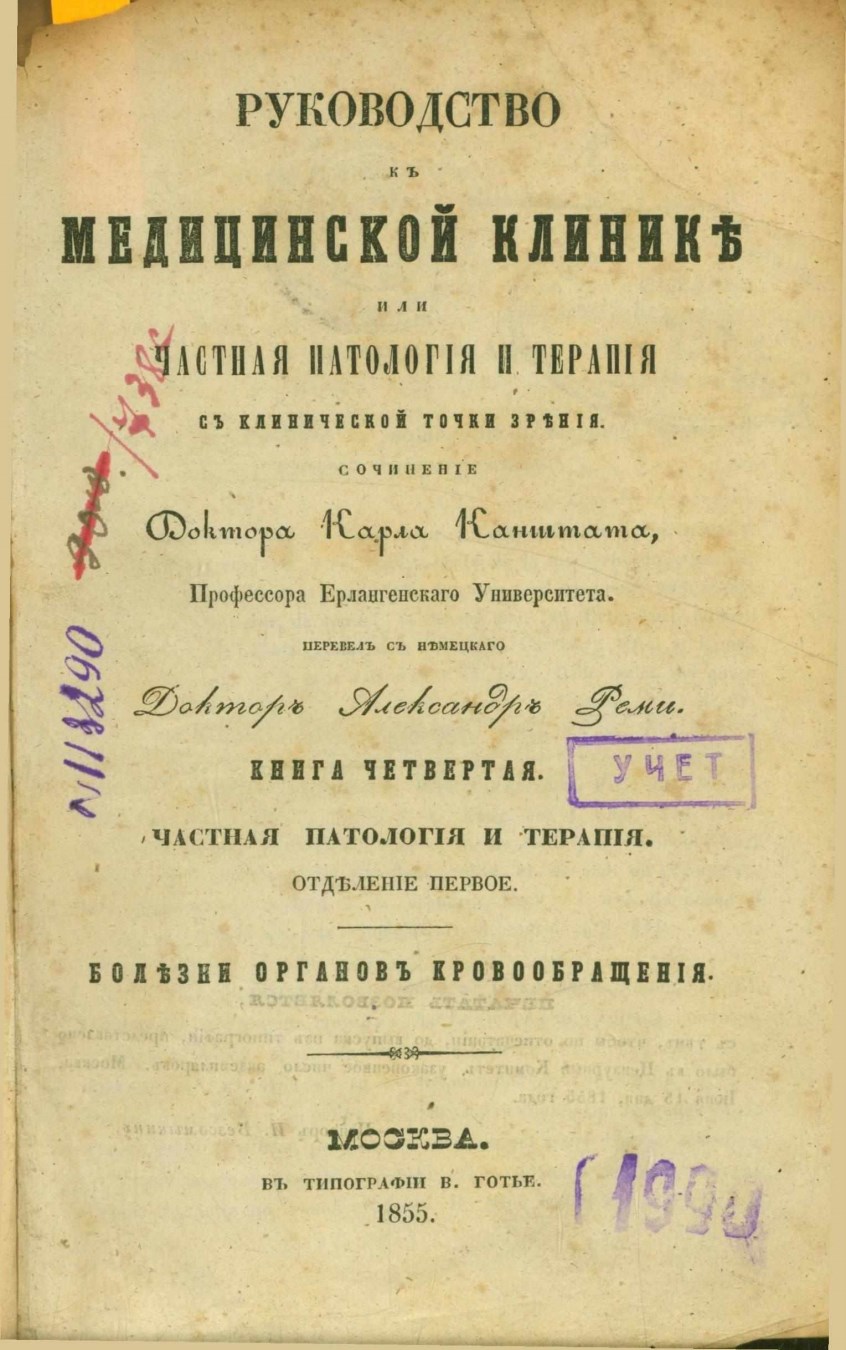 РУКОВОДСТВО
КЪ
МЕДИЦИНСКОЙ КЛИНИКѢ
ИЛИ
ЧАСТНАЯ ПАТОЛОГІЯ И ТЕРАПІЯ
СЪ КЛИНИЧЕСКОЙ ТОЧКИ ЗРѢНІЯ.
СОЧИНЕНІЕ
Доктора Карла Канштата,
Профессора Ерлангенскаго Университета.
ПЕРЕВЕЛЪ СЪ НѢМЕЦКАГО
Докторъ Александръ Реми.
КНИГА ЧЕТВЕРТАЯ.
УЧЕТ
ЧАСТНАЯ ПАТОЛОГІЯ И ТЕРАПІЯ.
ОТДѢЛЕНІЕ ПЕРВОЕ.
БОЛѢЗНИ ОРГАНОВЪ КРОВООБРАЩЕНІЯ.
МОСКВА.
ВЪ ТИПОГРАФІИ В. ГОТЬЕ.
1855.
1990